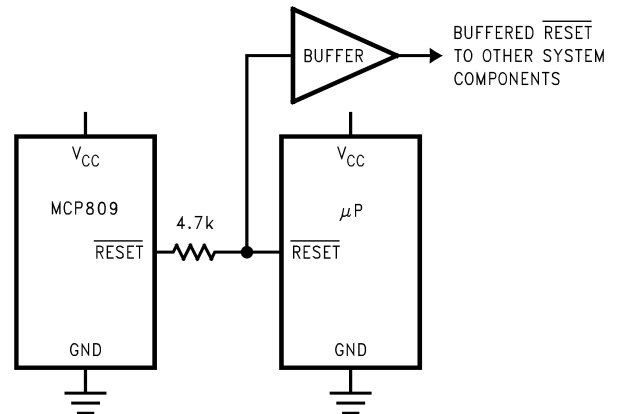 BUFFERED RESET
TO OTHER SYSTEM
COMPONENTS
BUFFER
VCC
MCP809
RESET
GND
4.7k
VCC
μP
RESET
GND